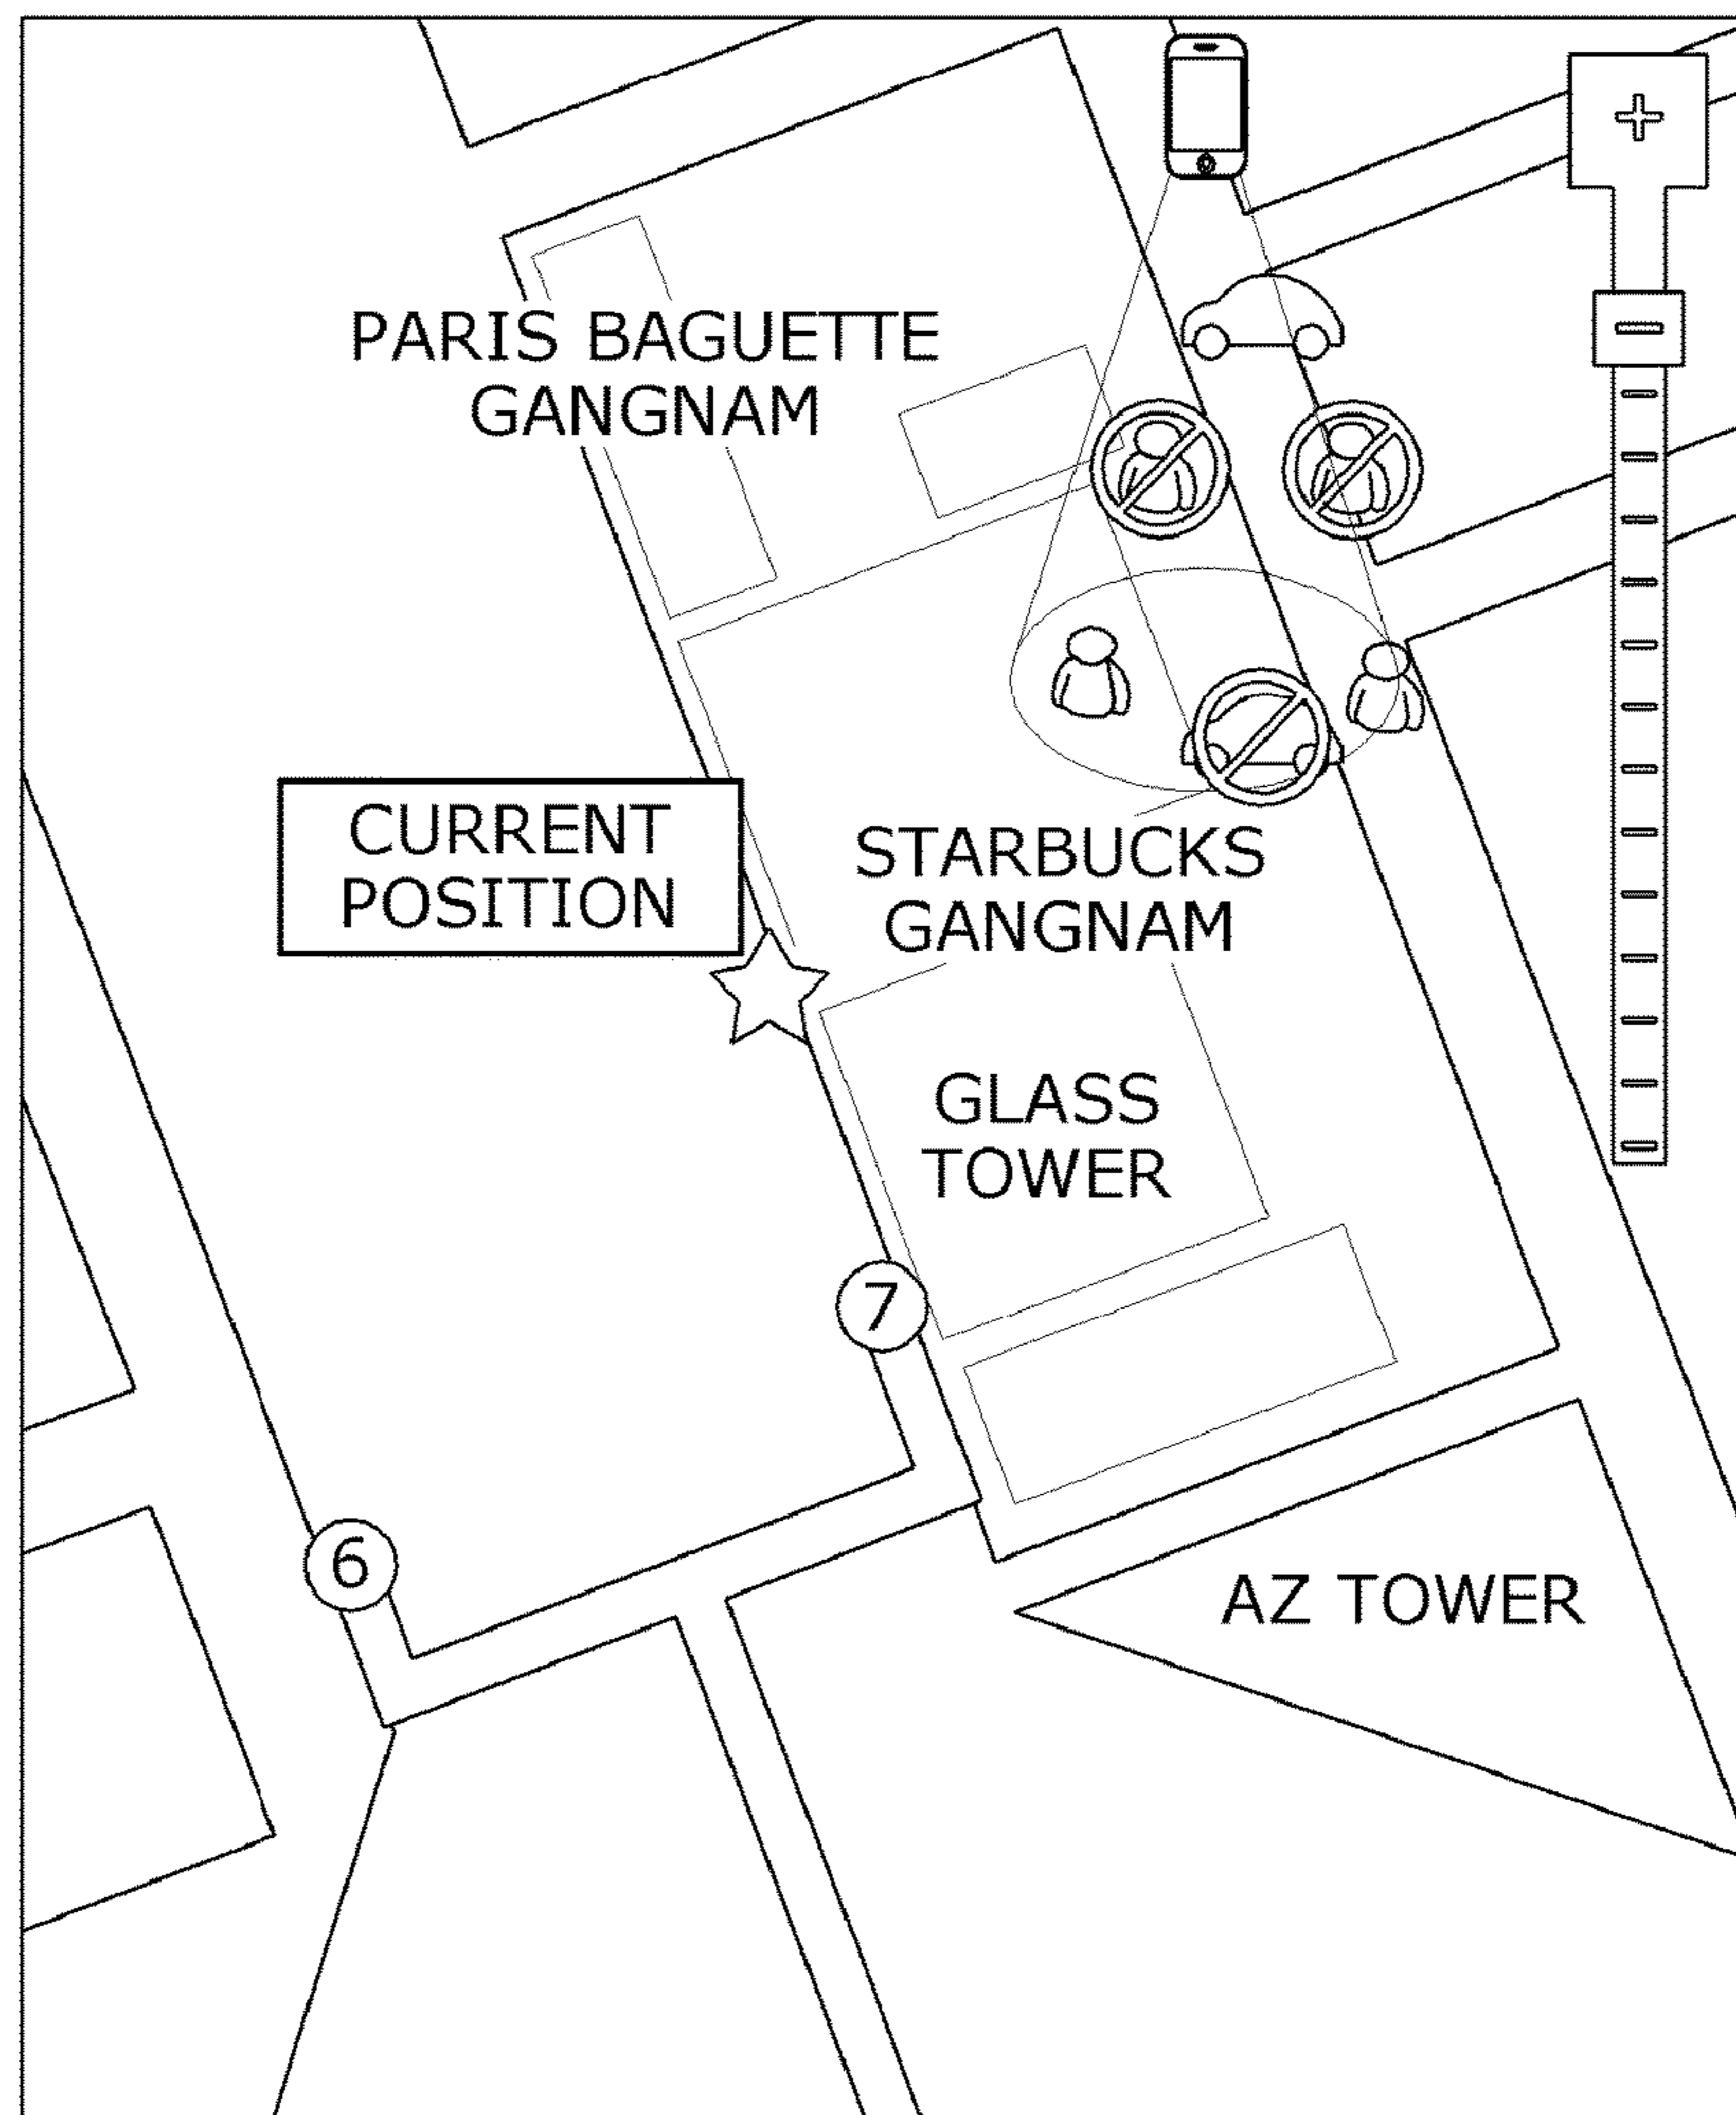 +
-
PARIS BAGUETTE
GANGNAM
CURRENT
POSITION
STARBUCKS
GANGNAM
GLASS
TOWER
7
6
AZ TOWER